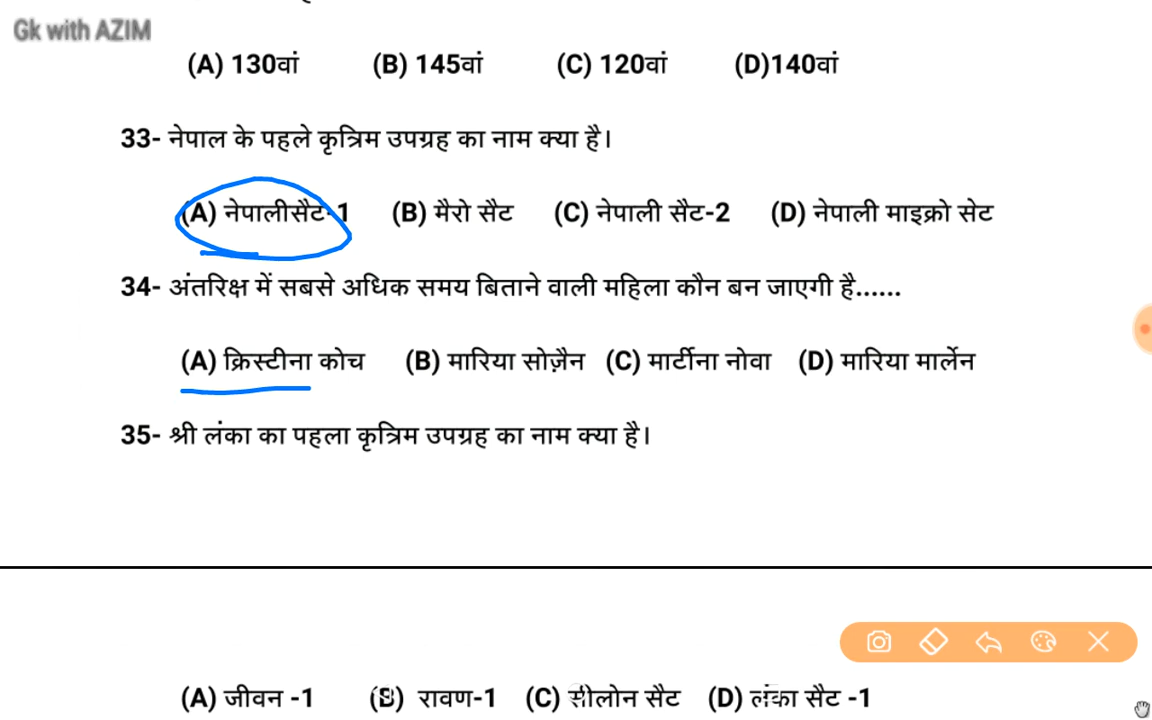 Gk with AZIM
(A) 130वां (B) 145वां (C) 120वां (D)140वां
33- नेपाल के पहले कृत्रिम उपग्रह का नाम क्या है।
(A) नेपालीसैट-1 (B) मैरो सैट (C) नेपाली सैट-2 (D) नेपाली माइक्रो सेट
34- अंतरिक्ष में सबसे अधिक समय बिताने वाली महिला कौन बन जाएगी है......
(A) क्रिस्टीना कोच (B) मारिया सोज़ैन (C) मार्टीना नोवा (D) मारिया मार्लेन
35- श्री लंका का पहला कृत्रिम उपग्रह का नाम क्या है।
(A) जीवन -1 (B) रावण-1 (C) सीलोन सैट (D) लंका सैट -1